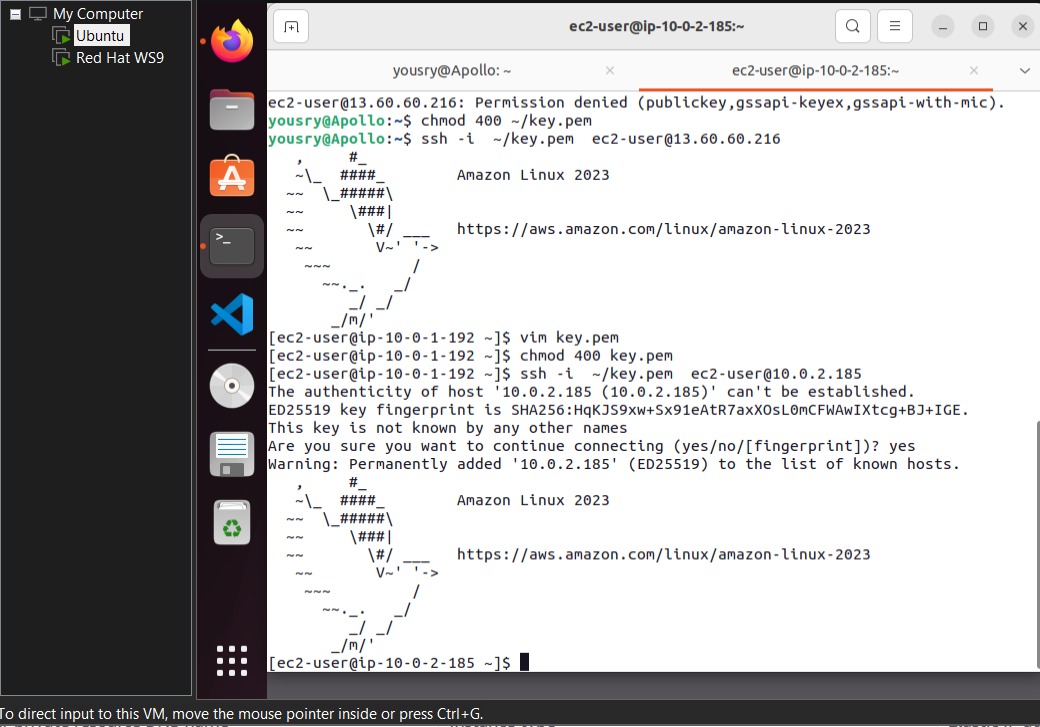 My Computer
Ubuntu
Red Hat WS9
ec2-user@ip-10-0-2-185:~
yousry@Apollo: ~
ec2-user@ip-10-0-2-185:~
ec2-user@13.60.60.216: Permission denied (publickey,gssapi-keyex,gssapi-with-mic).
yousry@Apollo:~$ chmod 400 ~/key.pem
yousry@Apollo:~$ ssh -i  ~/key.pem  ec2-user@13.60.60.216
   ,     #_
   ~\_  ####_        Amazon Linux 2023
  ~~  \_#####\
  ~~     \###|
  ~~       \#/ ___   https://aws.amazon.com/linux/amazon-linux-2023
   ~~       V~' '->
    ~~~         /
      ~~._.   _/
         _/ _/
       _/m/'
[ec2-user@ip-10-0-1-192 ~]$ vim key.pem
[ec2-user@ip-10-0-1-192 ~]$ chmod 400 key.pem
[ec2-user@ip-10-0-1-192 ~]$ ssh -i  ~/key.pem  ec2-user@10.0.2.185
The authenticity of host '10.0.2.185 (10.0.2.185)' can't be established.
ED25519 key fingerprint is SHA256:HqKJS9xw+Sx91eAtR7axXOsL0mCFWAwIXtcg+BJ+IGE.
This key is not known by any other names
Are you sure you want to continue connecting (yes/no/[fingerprint])? yes
Warning: Permanently added '10.0.2.185' (ED25519) to the list of known hosts.
   ,     #_
   ~\_  ####_        Amazon Linux 2023
  ~~  \_#####\
  ~~     \###|
  ~~       \#/ ___   https://aws.amazon.com/linux/amazon-linux-2023
   ~~       V~' '->
    ~~~         /
      ~~._.   _/
         _/ _/
       _/m/'
[ec2-user@ip-10-0-2-185 ~]$
To direct input to this VM, move the mouse pointer inside or press Ctrl+G.